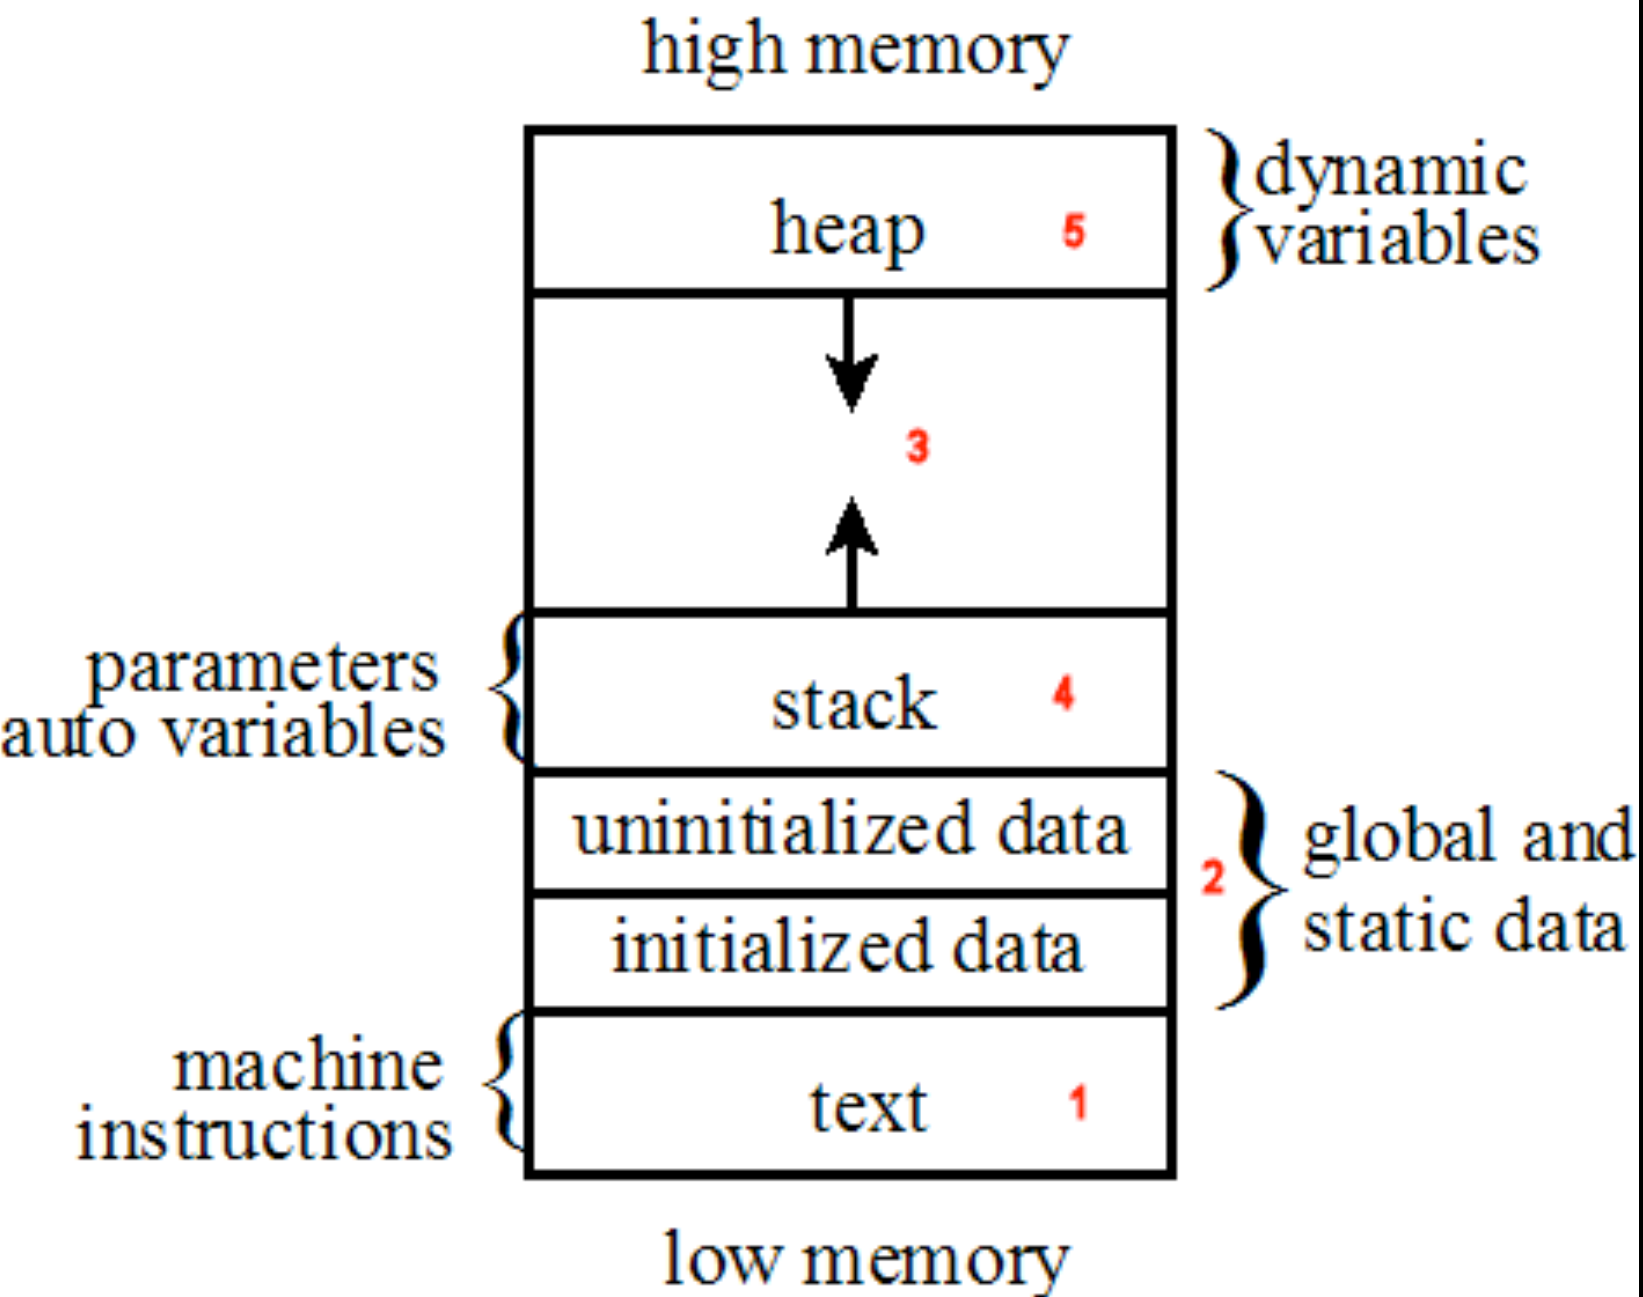 high memory
heap 5
dynamic
variables
3
parameters
auto variables
stack 4
uninitialized data
initialized data
2
global and
static data
machine
instructions
text 1
low memory